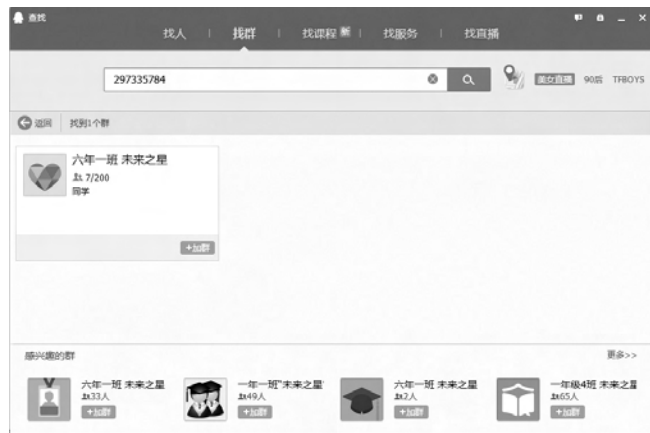 查找
找人 找群 找课程 新 找服务 找直播
297335784 美女直播 90后 TFBOYS
返回 找到1个群
六年一班 未来之星
7/200
同学
+加群
感兴趣的群 更多>>
六年一班 未来之星 一年一班"未来之星" 六年一班 未来之星 一年级4班 未来之星
33人 49人 2人 65人
+加群 +加群 +加群 +加群